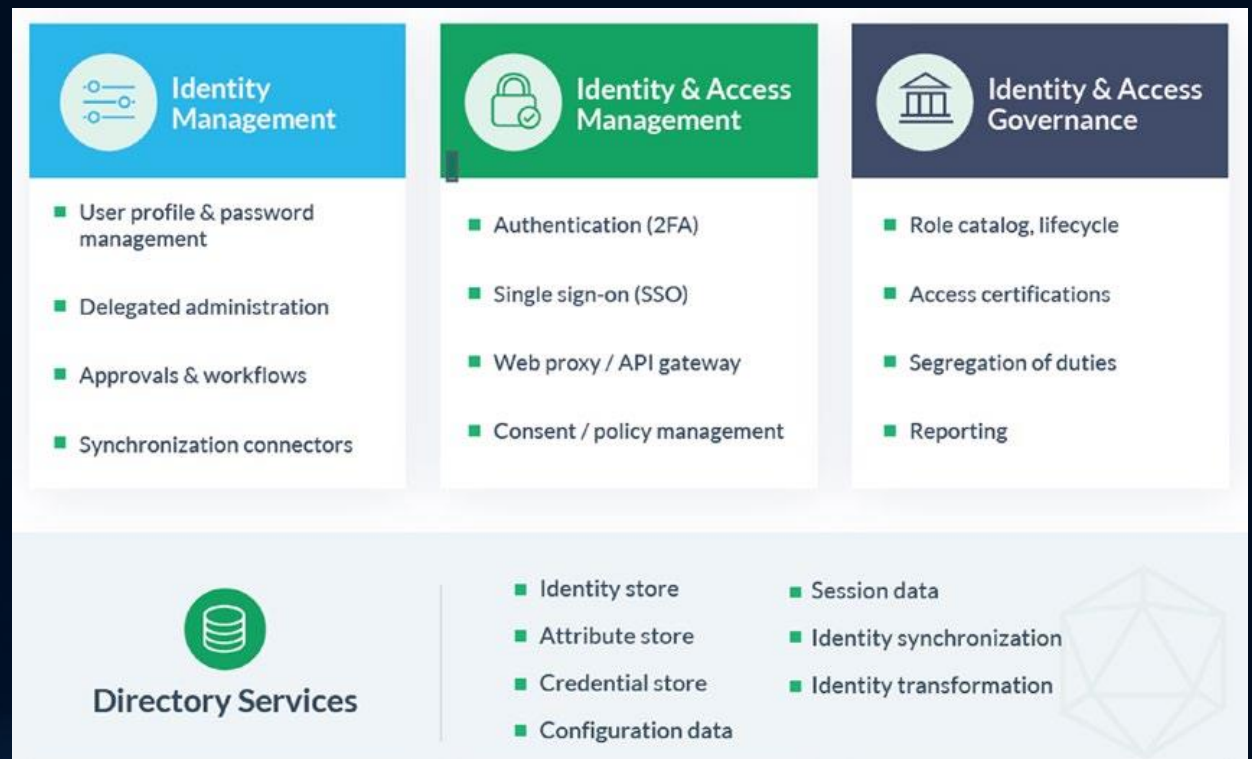 Identity
Management
User profile & password
management
Delegated administration
Approvals & workflows
Synchronization connectors
Identity & Access
Management
Authentication (2FA)
Single sign-on (SSO)
Web proxy / API gateway
Consent / policy management
Identity & Access
Governance
Role catalog, lifecycle
Access certifications
Segregation of duties
Reporting
Directory Services
Identity store
Attribute store
Credential store
Configuration data
Session data
Identity synchronization
Identity transformation